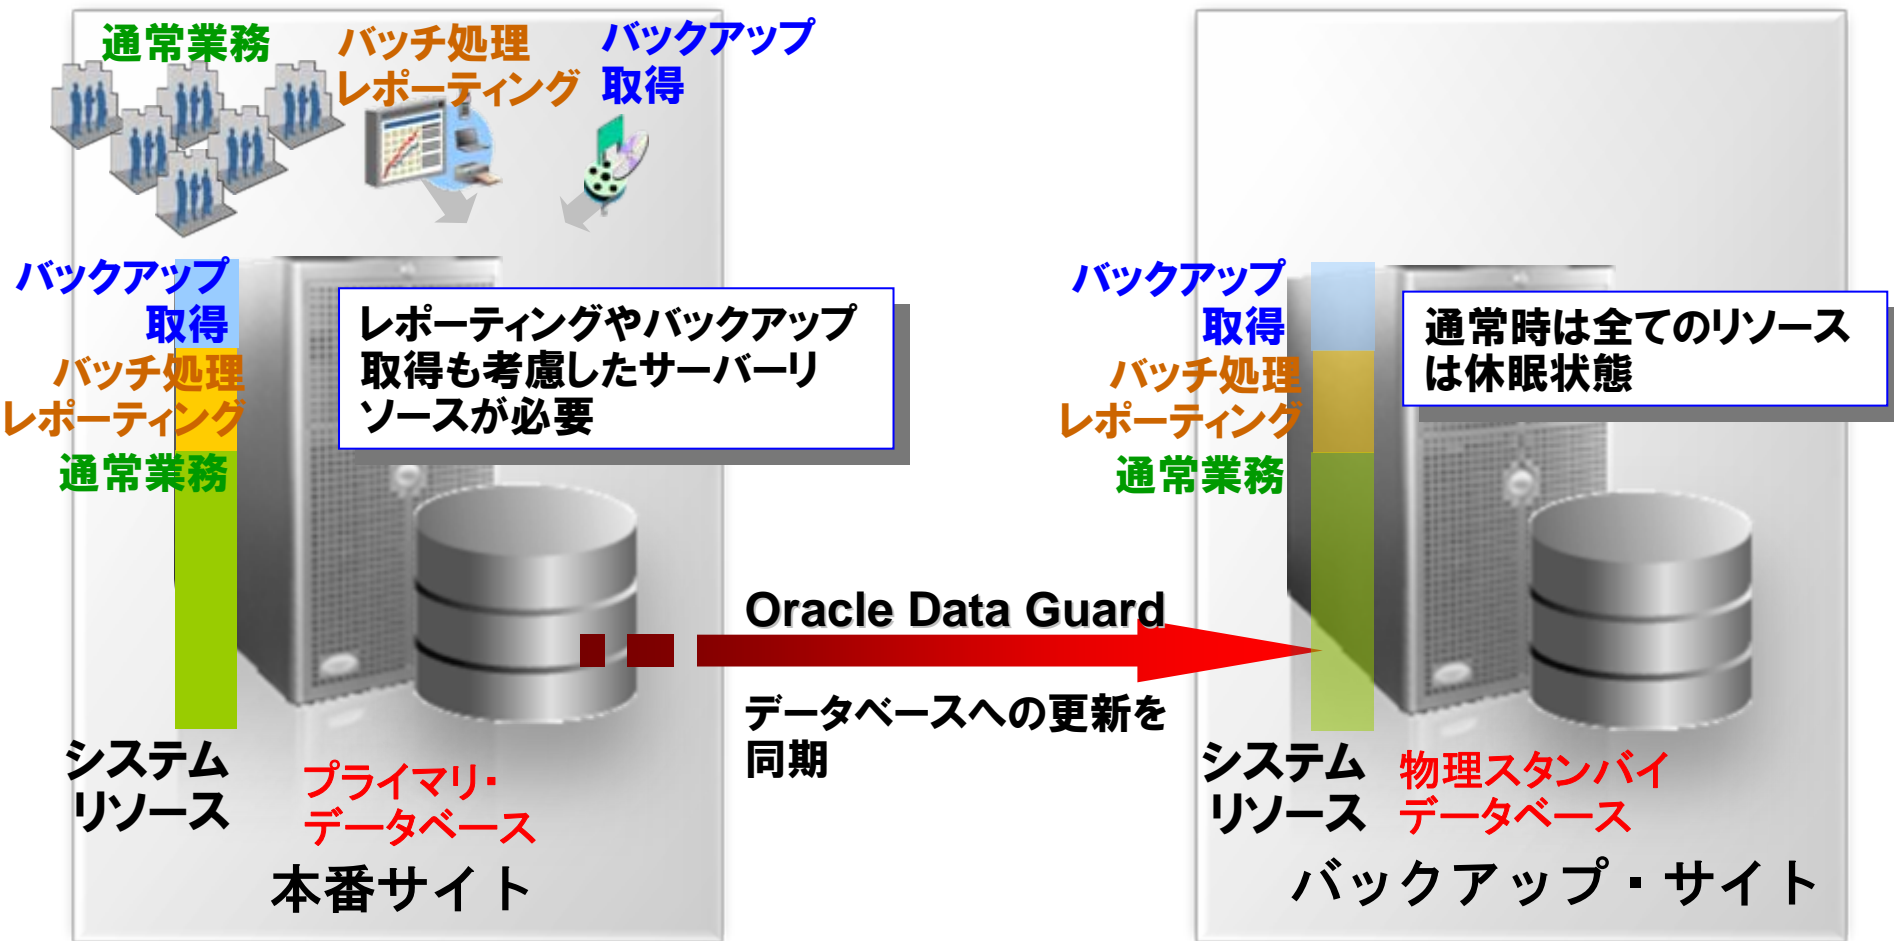 通常業務
バッチ処理
レポーティング
バックアップ
取得
バックアップ
取得
バッチ処理
レポーティング
通常業務
レポーティングやバックアップ
取得も考慮したサーバーリ
ソースが必要
システム
リソース
プライマリ・
データベース
本番サイト
Oracle Data Guard
データベースへの更新を
同期
バックアップ
取得
バッチ処理
レポーティング
通常業務
通常時は全てのリソース
は休眠状態
システム
リソース
物理スタンバイ
データベース
バックアップ・サイト